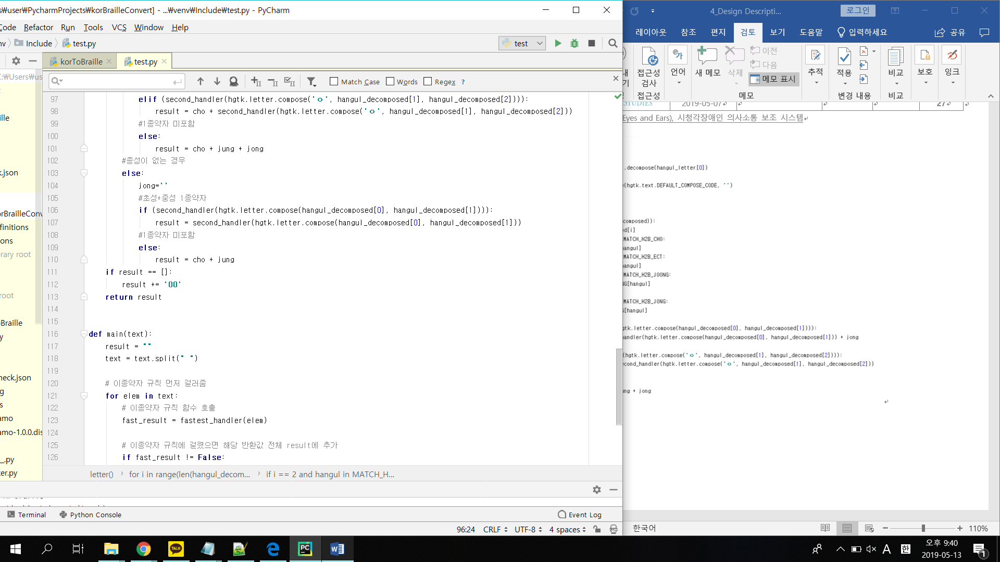 s￦user￦PycharmProjects￦korBrailleConvert] - ...￦venv￦Include￦test.py - PyCharm
Code Refactor Run Tools VCS Window Help
Include test.py
test
korToBraille test.py
Match Case Words Regex ?
97 elif (second_handler(hgtk.letter.compose('ㅇ', hangul_decomposed[1], hangul_decomposed[2]))):
98 result = cho + second_handler(hgtk.letter.compose('ㅇ', hangul_decomposed[1], hangul_decomposed[2]))
99 #1종약자 미포함
100 else:
101 result = cho + jung + jong
102 #종성이 없는 경우
103 else:
104 jong=''
105 #초성+중성 1종약자
106 if (second_handler(hgtk.letter.compose(hangul_decomposed[0], hangul_decomposed[1]))):
107 result = second_handler(hgtk.letter.compose(hangul_decomposed[0], hangul_decomposed[1]))
108 #1종약자 미포함
109 else:
110 result = cho + jung
111 if result == []:
112 result += '00'
113 return result
114
115
116 def main(text):
117 result = ""
118 text = text.split(" ")
119
120 # 이종약자 규칙 먼저 걸러줌
121 for elem in text:
122 # 이종약자 규칙 함수 호출
123 fast_result = fastest_handler(elem)
124
125 # 이종약자 규칙에 걸렸으면 해당 반환값 전체 result에 추가
126 if fast_result != False:
letter() for i in range(len(hangul_decom... if i == 2 and hangul in MATCH_H...
Terminal Python Console Event Log
96:24 CRLF UTF-8 4 spaces
C:￦Users￦us
lle
k.json
orBrailleConv
finitions
ons
rary root
root
oBraille
y
heck.json
g
s
amo
amo-1.0.0.dis
_.py
ter.py
4_Design Descripti... 로그인
레이아웃 참조 편지 검토 보기 도움말 입력하세요 공유
접근성 검사 언어 새 메모 삭제 이전 다음 메모 표시 추적 적용 비교 보호 잉크
접근성 메모 변경 내용 비교
STUDIES 2019-05-07 27
Eyes and Ears), 시청각장애인 의사소통 보조 시스템
.decompose(hangul_letter[0])
(hgtk.text.DEFAULT_COMPOSE_CODE, '')
composed)):
ed[i]
MATCH_H2B_CHO:
hangul]
MATCH_H2B_ECT:
hangul]
MATCH_H2B_JOONG:
NG[hangul]
MATCH_H2B_JONG:
[hangul]
gtk.letter.compose(hangul_decomposed[0], hangul_decomposed[1]))):
handler(hgtk.letter.compose(hangul_decomposed[0], hangul_decomposed[1])) + jong
(hgtk.letter.compose('ㅇ', hangul_decomposed[1], hangul_decomposed[2]))):
econd_handler(hgtk.letter.compose('ㅇ', hangul_decomposed[1], hangul_decomposed[2]))
ung + jong
한국어 110%
TALK A 한 오후 9:40
2019-05-13 1